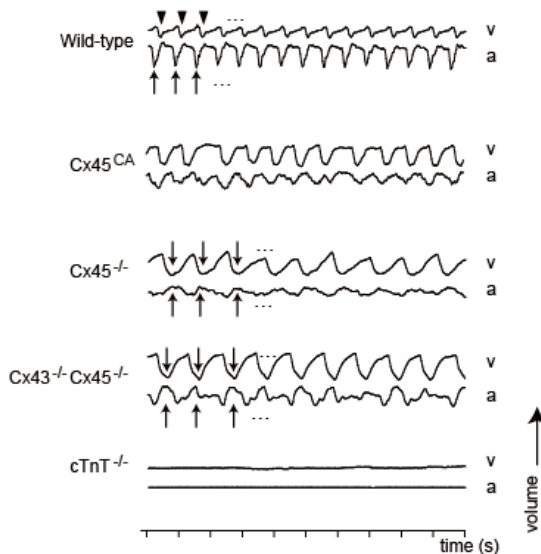 ...
Wild-type
v
a
...
Cx45CA
v
a
...
Cx45-/-
v
a
...
...
Cx43-/-Cx45-/-
v
a
...
cTnT-/-
v
a
volume
time (s)